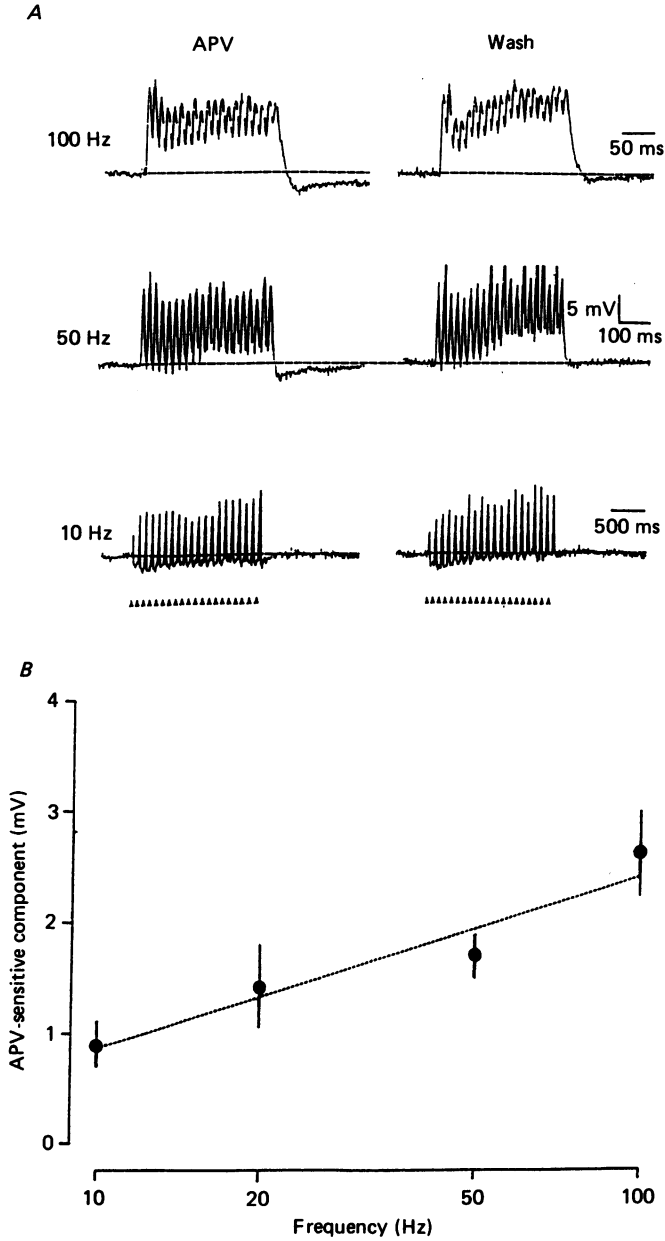 A
APV Wash
100 Hz
50 ms
50 Hz
5 mV
100 ms
10 Hz
500 ms
B
APV-sensitive component (mV)
4
3
2
1
0
10 20 50 100
Frequency (Hz)